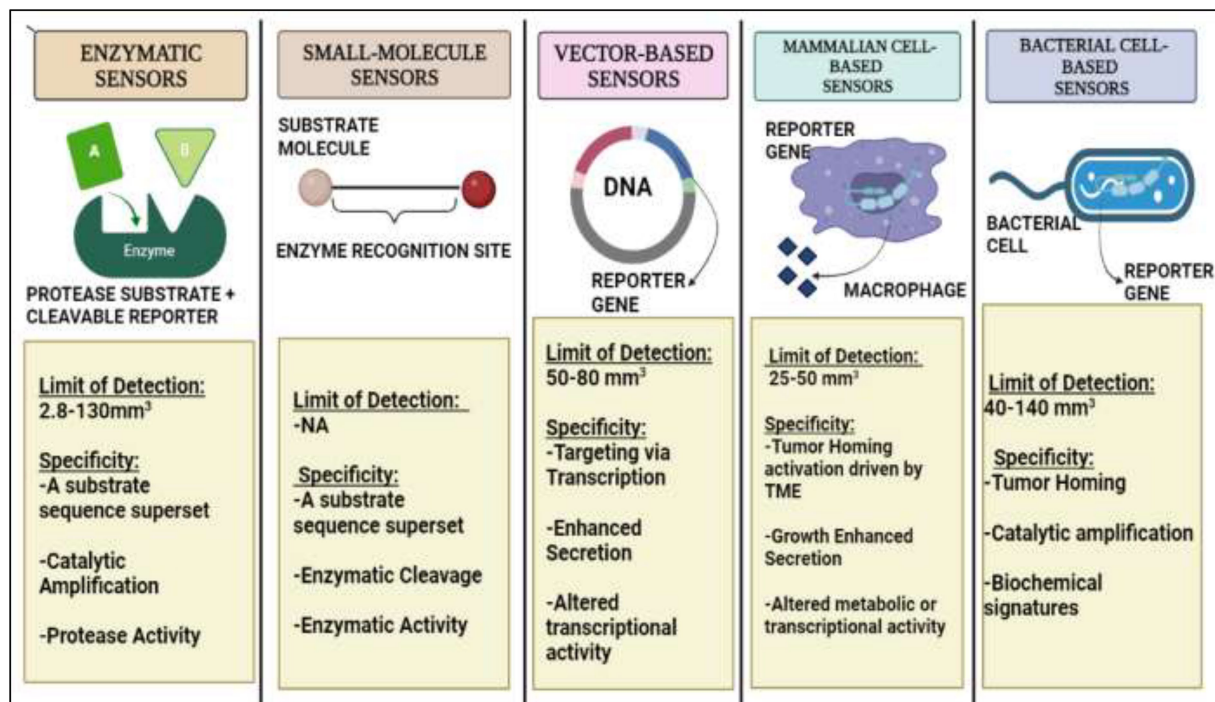 ENZYMATIC
SENSORS
A
B
Enzyme
PROTEASE SUBSTRATE +
CLEAVABLE REPORTER
Limit of Detection:
2.8-130mm³
Specificity:
-A substrate
sequence superset
-Catalytic
Amplification
-Protease Activity
SMALL-MOLECULE
SENSORS
SUBSTRATE
MOLECULE
ENZYME RECOGNITION SITE
Limit of Detection:
-NA
Specificity:
-A substrate
sequence superset
-Enzymatic Cleavage
-Enzymatic Activity
VECTOR-BASED
SENSORS
DNA
REPORTER
GENE
Limit of Detection:
50-80 mm³
Specificity:
-Targeting via
Transcription
-Enhanced
Secretion
-Altered
transcriptional
activity
MAMMALIAN CELL-
BASED
SENSORS
REPORTER
GENE
MACROPHAGE
Limit of Detection:
25-50 mm³
Specificity:
-Tumor Homing
activation driven by
TME
-Growth Enhanced
Secretion
-Altered metabolic or
transcriptional activity
BACTERIAL CELL-
BASED
SENSORS
BACTERIAL
CELL
REPORTER
GENE
Limit of Detection:
40-140 mm³
Specificity:
-Tumor Homing
-Catalytic amplification
-Biochemical
signatures